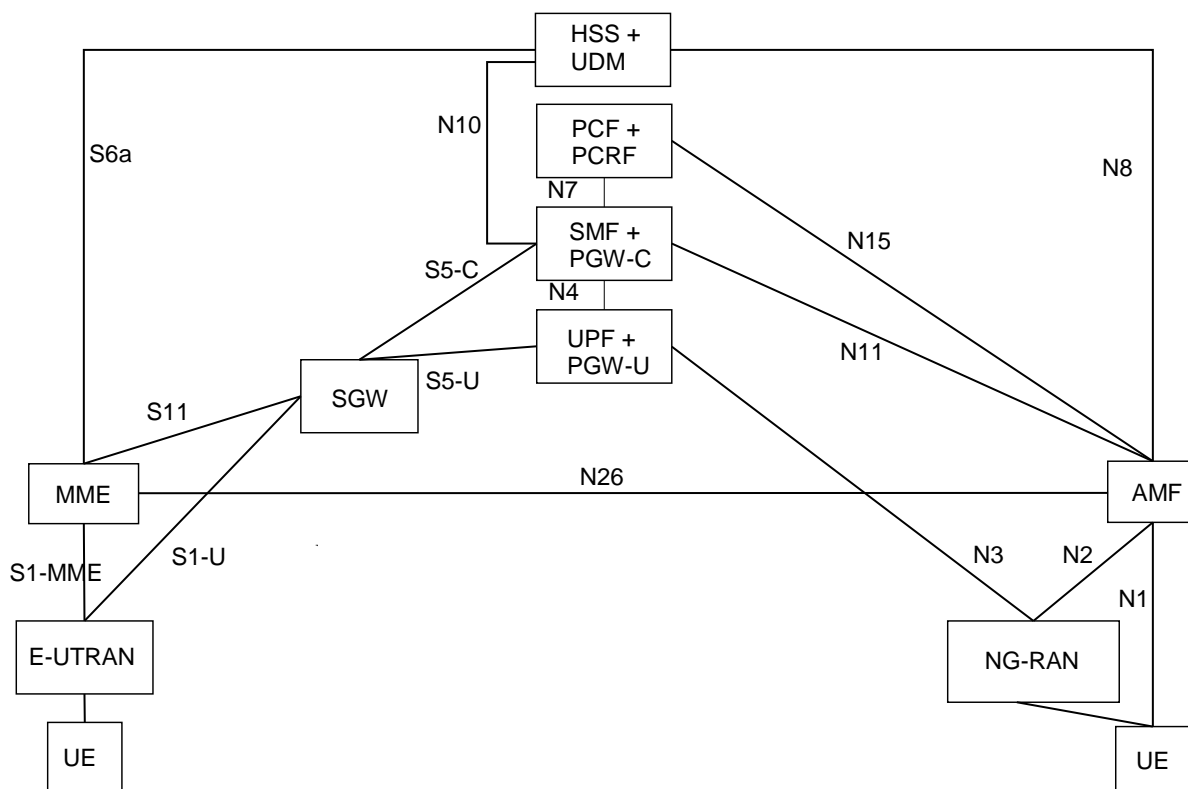 HSS +
UDM
N10
PCF +
PCRF
S6a
N8
N7
SMF +
PGW-C
N15
S5-C
N4
UPF +
PGW-U
N11
S5-U
SGW
S11
N26
MME
AMF
S1-U
N3
N2
S1-MME
N1
E-UTRAN
NG-RAN
UE
UE